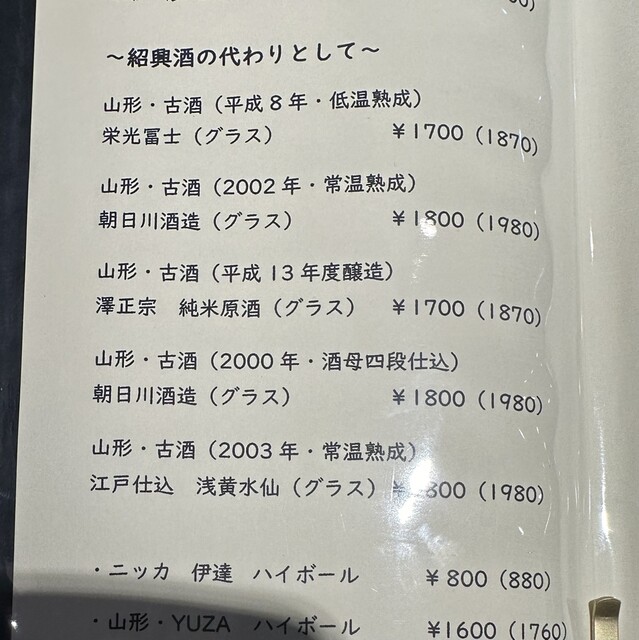 ～紹興酒の代わりとして～
山形・古酒（平成８年・低温熟成）
栄光冨士（グラス） ￥1700（1870）
山形・古酒（2002年・常温熟成）
朝日川酒造（グラス） ￥1800（1980）
山形・古酒（平成13年度醸造）
澤正宗　純米原酒（グラス） ￥1700（1870）
山形・古酒（2000年・酒母四段仕込）
朝日川酒造（グラス） ￥1800（1980）
山形・古酒（2003年・常温熟成）
江戸仕込　浅黄水仙（グラス） 800（1980）
・ニッカ　伊達　ハイボール ￥800（880）
・山形・YUZA　ハイボール ￥1600（1760）